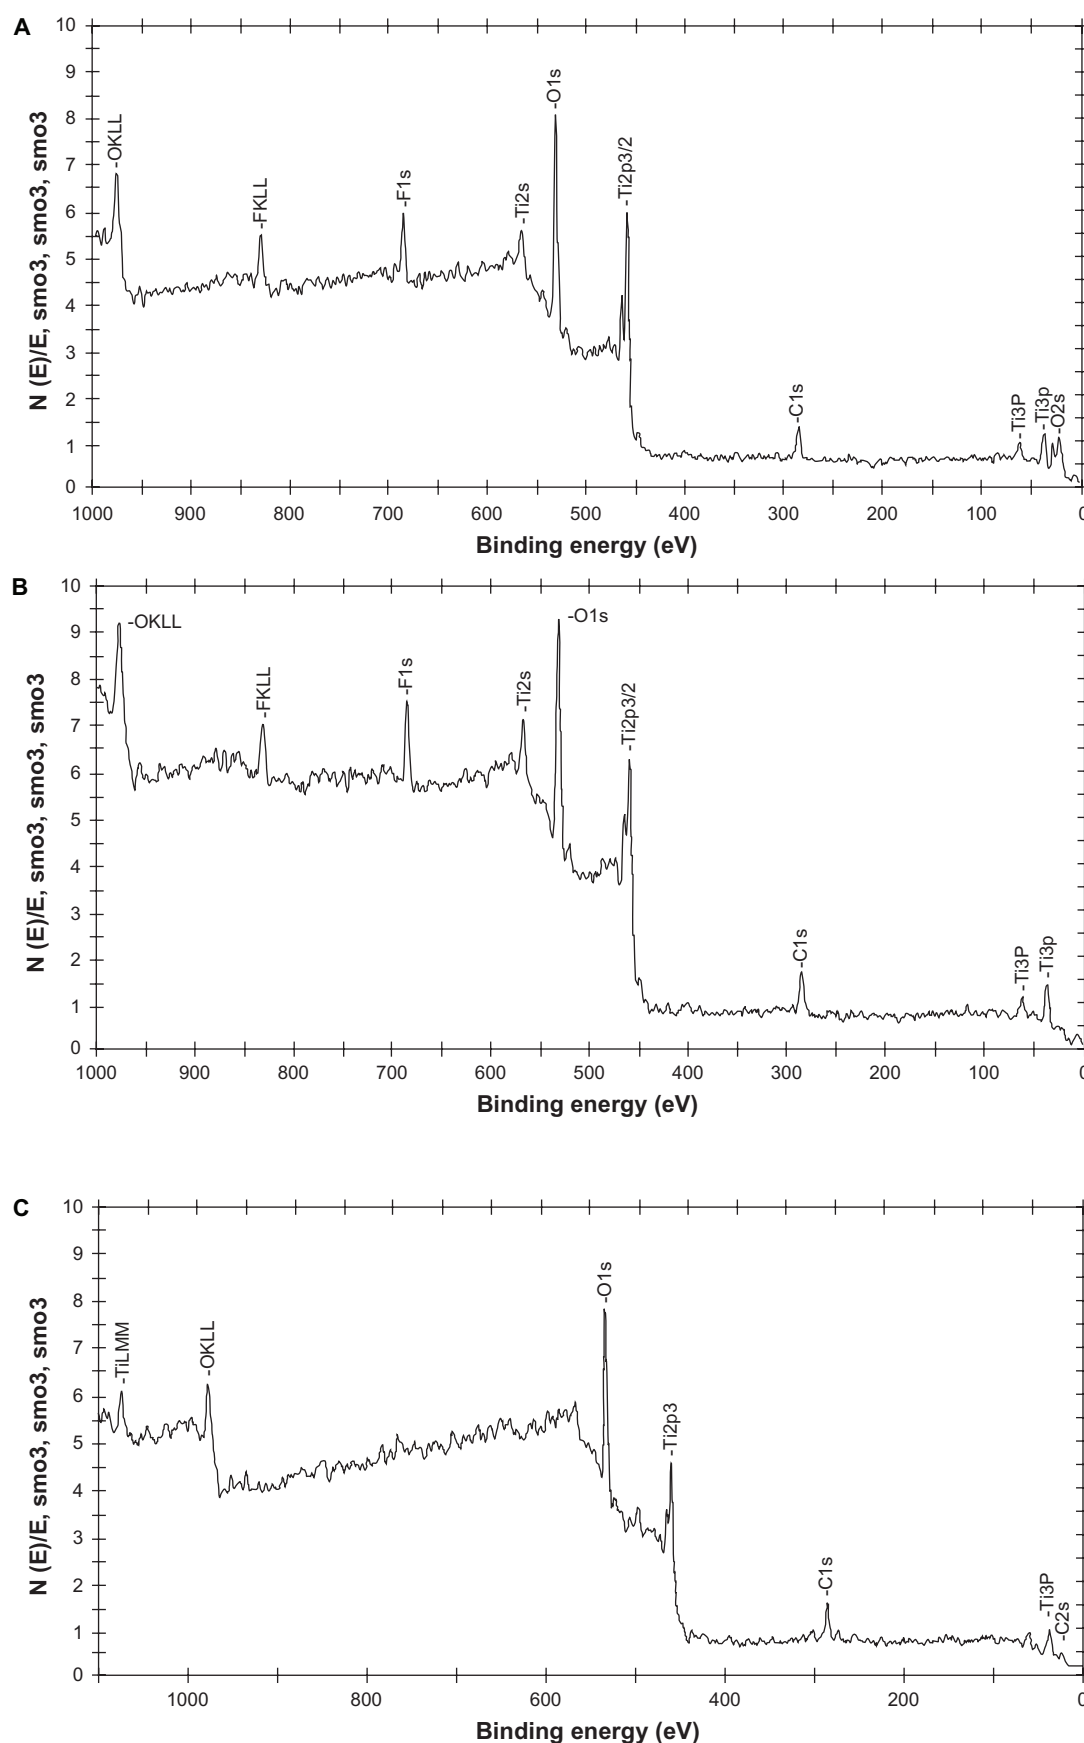 A
N (E)/E, smo3, smo3, smo3
10
9
8
7
6
5
4
3
2
1
0
-OKLL
-FKLL
-F1s
-Ti2s
-O1s
-Ti2p3/2
-C1s
-Ti3P
-Ti3p
-O2s
1000 900 800 700 600 500 400 300 200 100 0
Binding energy (eV)
B
N (E)/E, smo3, smo3, smo3
10
9
8
7
6
5
4
3
2
1
0
-OKLL
-FKLL
-F1s
-Ti2s
-O1s
-Ti2p3/2
-C1s
-Ti3P
-Ti3p
1000 900 800 700 600 500 400 300 200 100 0
Binding energy (eV)
C
N (E)/E, smo3, smo3, smo3
10
9
8
7
6
5
4
3
2
1
0
-TiLMM
-OKLL
-O1s
-Ti2p3
-C1s
-Ti3P
-C2s
1000 800 600 400 200 0
Binding energy (eV)